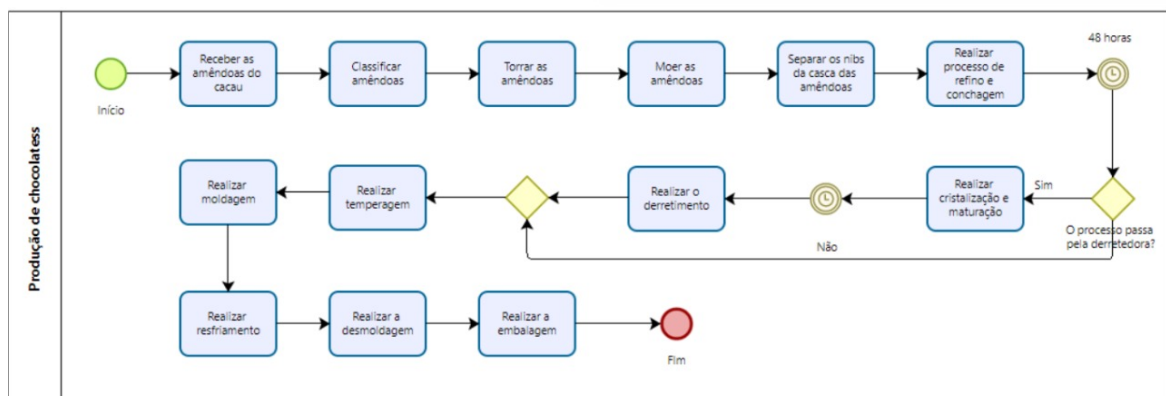 Produção de chocolatess
Início
Receber as
amêndoas do
cacau
Classificar
amêndoas
Torrar as
amêndoas
Moer as
amêndoas
Separar os nibs
da casca das
amêndoas
Realizar
processo de
refino e
conchagem
48 horas
O processo passa
pela derretedora?
Sim
Realizar
cristalização e
maturação
Não
Realizar o
derretimento
Realizar
temperagem
Realizar
moldagem
Realizar
resfriamento
Realizar a
desmoldagem
Realizar a
embalagem
Fim